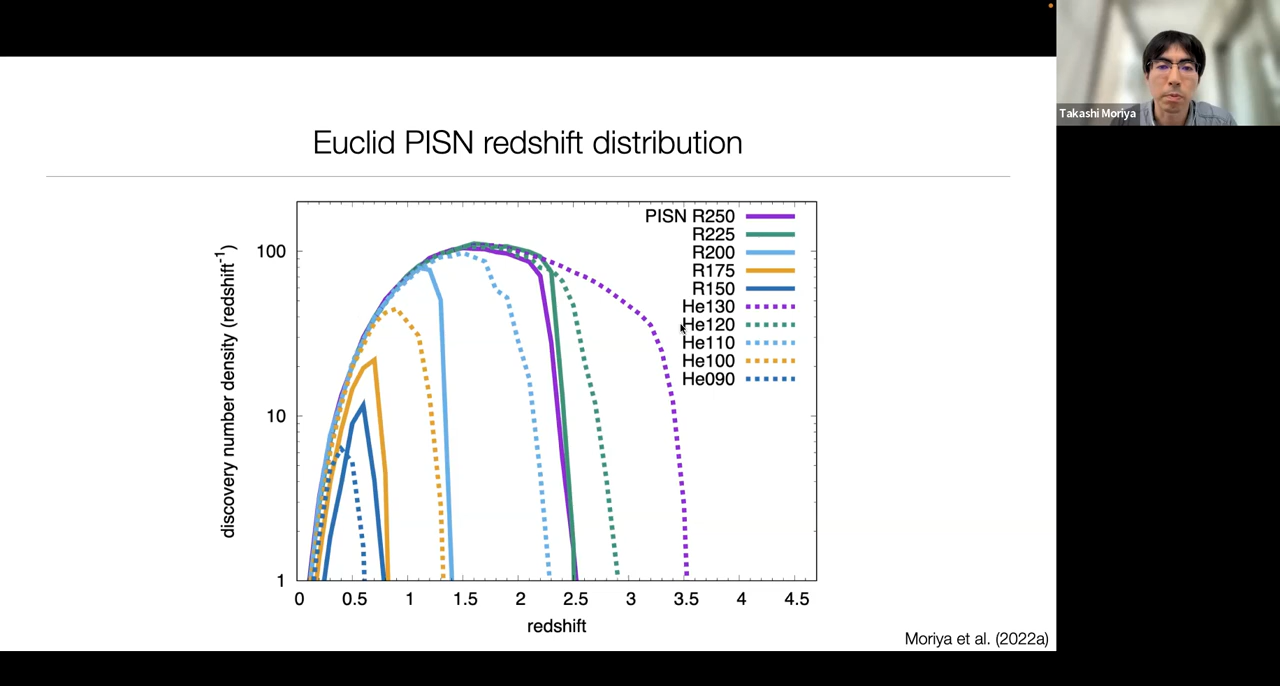 Takashi Moriya
Euclid PISN redshift distribution
discovery number density (redshift⁻¹)
100
10
1
PISN R250
R225
R200
R175
R150
He130
He120
He110
He100
He090
0 0.5 1 1.5 2 2.5 3 3.5 4 4.5
redshift
Moriya et al. (2022a)